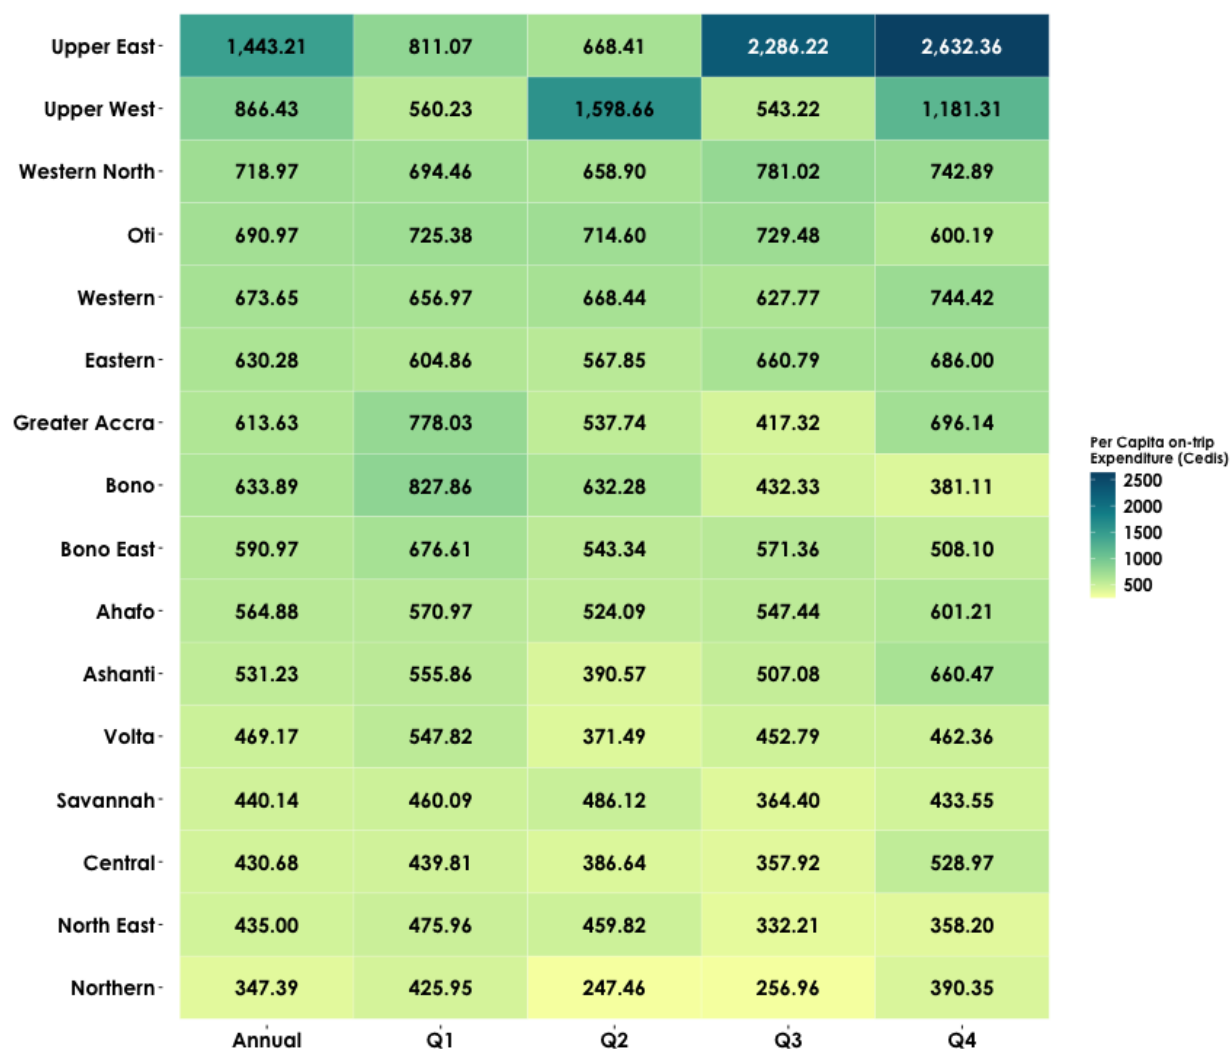 Upper East 1,443.21 811.07 668.41 2,286.22 2,632.36
Upper West 866.43 560.23 1,598.66 543.22 1,181.31
Western North 718.97 694.46 658.90 781.02 742.89
Oti 690.97 725.38 714.60 729.48 600.19
Western 673.65 656.97 668.44 627.77 744.42
Eastern 630.28 604.86 567.85 660.79 686.00
Greater Accra 613.63 778.03 537.74 417.32 696.14
Bono 633.89 827.86 632.28 432.33 381.11
Bono East 590.97 676.61 543.34 571.36 508.10
Ahafo 564.88 570.97 524.09 547.44 601.21
Ashanti 531.23 555.86 390.57 507.08 660.47
Volta 469.17 547.82 371.49 452.79 462.36
Savannah 440.14 460.09 486.12 364.40 433.55
Central 430.68 439.81 386.64 357.92 528.97
North East 435.00 475.96 459.82 332.21 358.20
Northern 347.39 425.95 247.46 256.96 390.35
Annual Q1 Q2 Q3 Q4
Per Capita on-trip
Expenditure (Cedis)
2500
2000
1500
1000
500